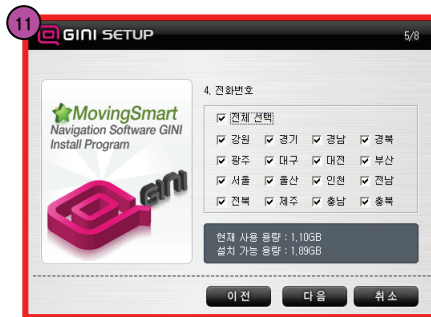 11
GINI SETUP 5/8
MovingSmart
Navigation Software GINI
Install Program
GINI
4. 전화번호
전체 선택
강원 경기 경남 경북
광주 대구 대전 부산
서울 울산 인천 전남
전북 제주 충남 충북
현재 사용 용량 : 1,10GB
설치 가능 용량 : 1,89GB
이전 다음 취소